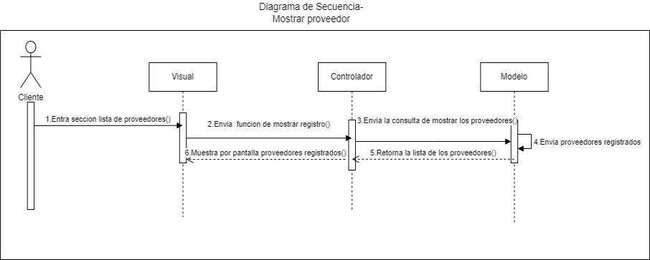 Diagrama de Secuencia-
Mostrar proveedor
Visual
Controlador
Modelo
Cliente
1.Entra seccion lista de proveedores()
2.Envia funcion de mostrar registro()
3.Envia la consulta de mostrar los proveedores()
4.Envia proveedores registrados
5.Retorna la lista de los proveedores()
6.Muestra por pantalla proveedores registrados()